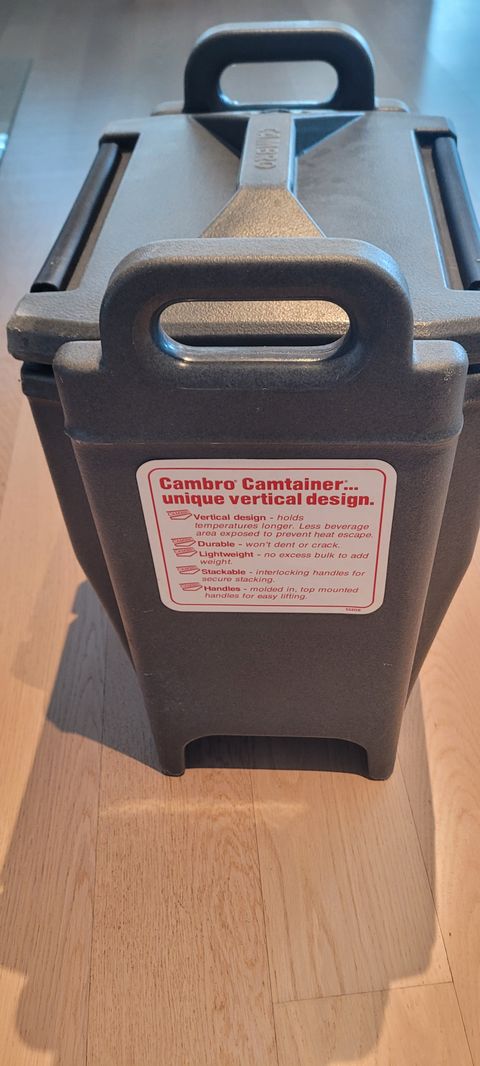 CAMBRO
Cambro® Camtainer®...
unique vertical design.
Vertical design - holds
temperatures longer. Less beverage
area exposed to prevent heat escape.
Durable - won't dent or crack.
Lightweight - no excess bulk to add
weight.
Stackable - interlocking handles for
secure stacking.
Handles - molded in, top mounted
handles for easy lifting.